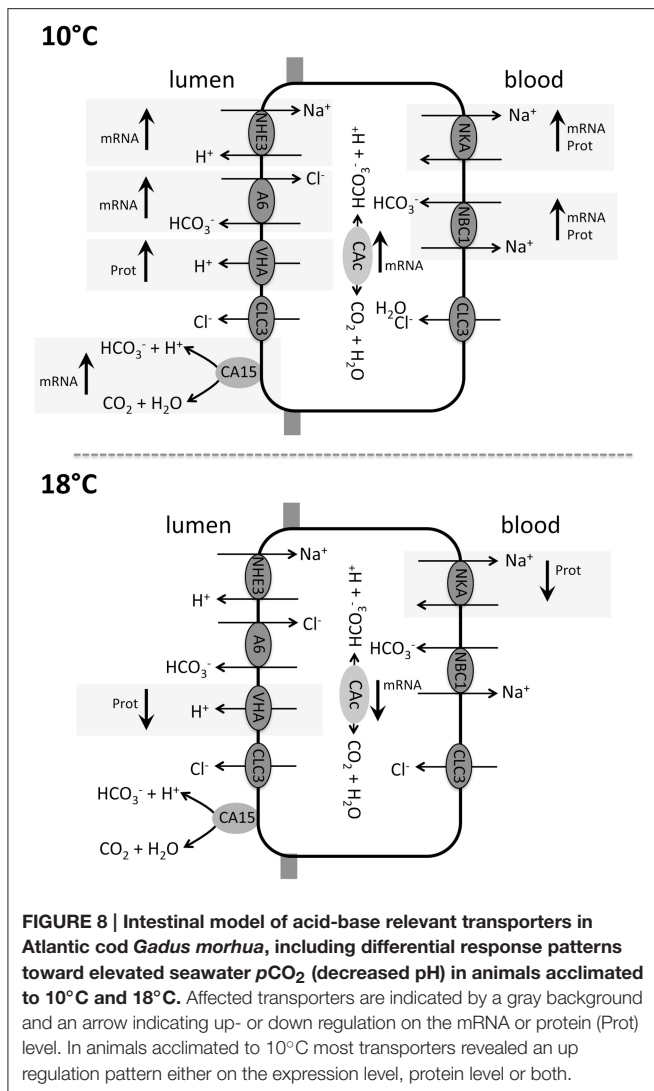 10°C
lumen
blood
NHE3
Na⁺
H⁺
mRNA
A6
Cl⁻
HCO₃⁻
mRNA
VHA
H⁺
Prot
CLC3
Cl⁻
CA15
HCO₃⁻ + H⁺
CO₂ + H₂O
mRNA
HCO₃⁻ + H⁺
CAc
mRNA
CO₂ + H₂O
NKA
Na⁺
mRNA
Prot
HCO₃⁻
NBC1
Na⁺
mRNA
Prot
H₂O
Cl⁻
CLC3
18°C
lumen
blood
NHE3
Na⁺
H⁺
A6
Cl⁻
HCO₃⁻
VHA
H⁺
Prot
CLC3
Cl⁻
CA15
HCO₃⁻ + H⁺
CO₂ + H₂O
HCO₃⁻ + H⁺
CAc
mRNA
CO₂ + H₂O
NKA
Na⁺
Prot
HCO₃⁻
NBC1
Na⁺
Cl⁻
CLC3
FIGURE 8 | Intestinal model of acid-base relevant transporters in
Atlantic cod Gadus morhua, including differential response patterns
toward elevated seawater pCO₂ (decreased pH) in animals acclimated
to 10°C and 18°C. Affected transporters are indicated by a gray background
and an arrow indicating up- or down regulation on the mRNA or protein (Prot)
level. In animals acclimated to 10°C most transporters revealed an up
regulation pattern either on the expression level, protein level or both.